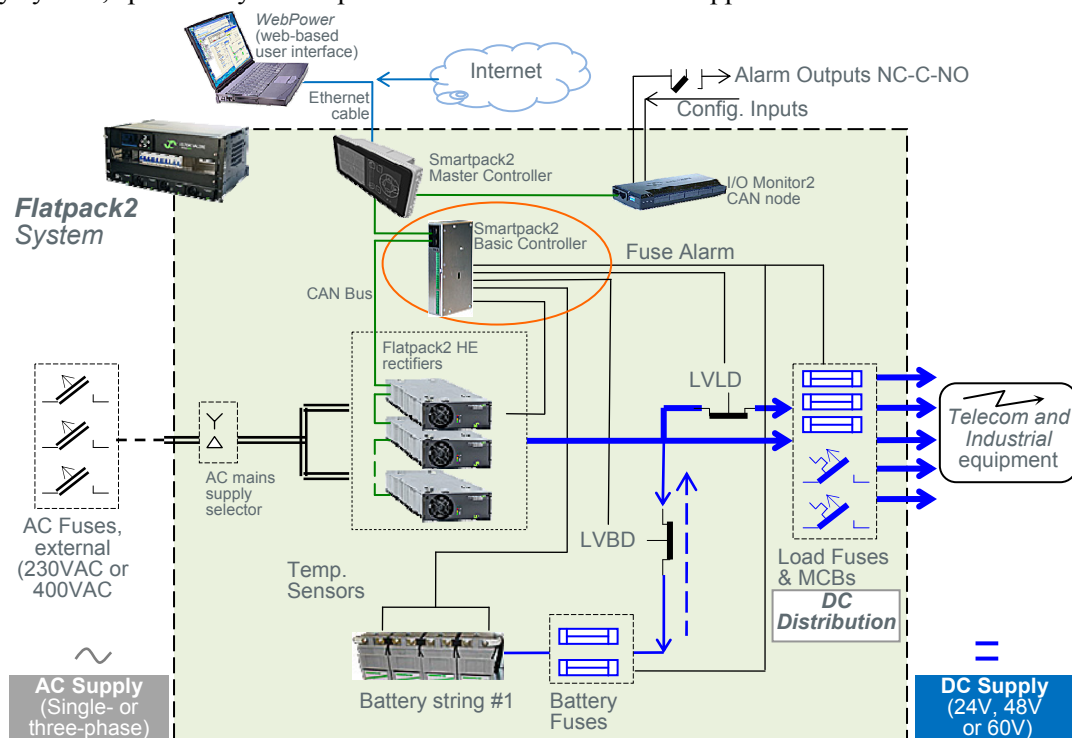 WebPower
(web-based
user interface)
Internet
Ethernet
cable
Alarm Outputs NC-C-NO
Config. Inputs
Smartpack2
Master Controller
I/O Monitor2
CAN node
Flatpack2
System
Smartpack2
Basic Controller
Fuse Alarm
CAN Bus
Flatpack2 HE
rectifiers
LVLD
Telecom and
Industrial
equipment
AC mains
supply
selector
AC Fuses,
external
(230VAC or
400VAC
LVBD
Load Fuses
& MCBs
Temp.
Sensors
DC
Distribution
Battery string #1
Battery
Fuses
AC Supply
(Single- or
three-phase)
DC Supply
(24V, 48V
or 60V)